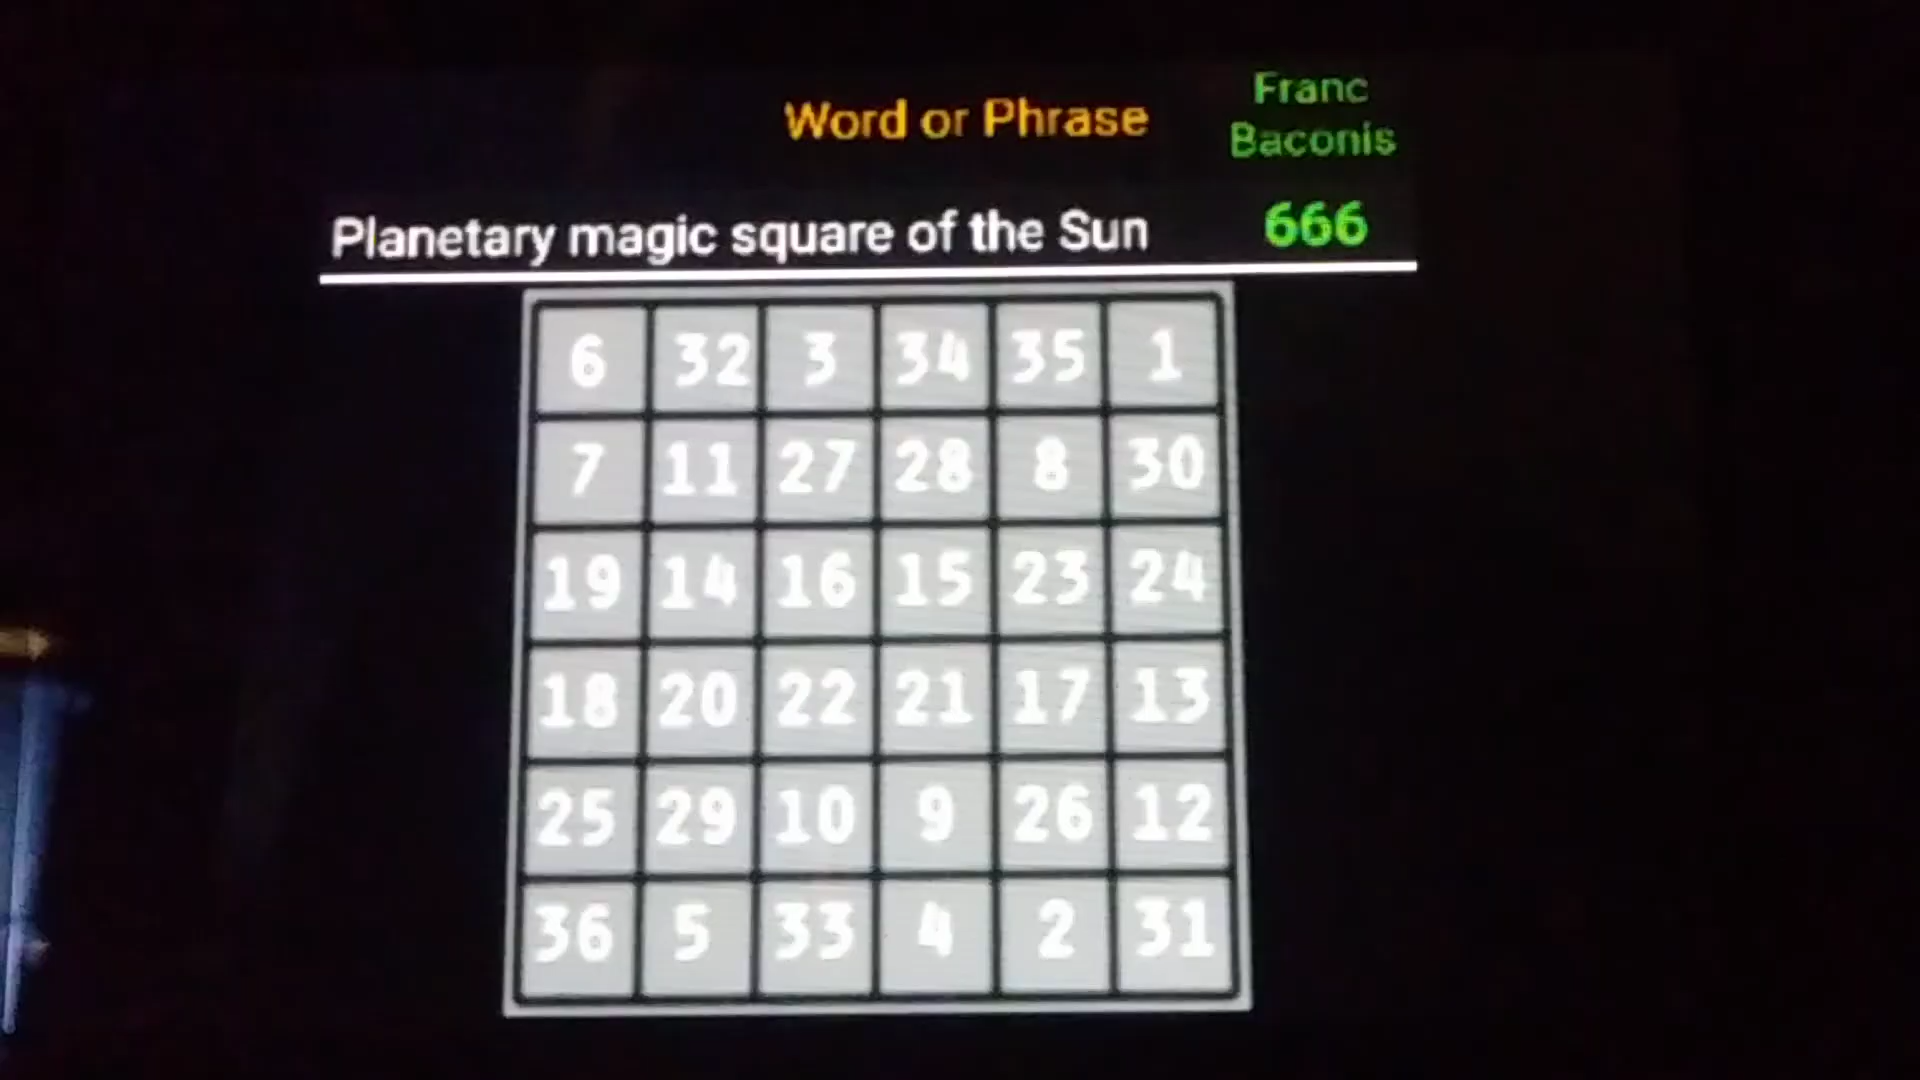 Word or Phrase
Franc
Baconis
Planetary magic square of the Sun 666
6 32 3 34 35 1
7 11 27 28 8 30
19 14 16 15 23 24
18 20 22 21 17 13
25 29 10 9 26 12
36 5 33 4 2 31